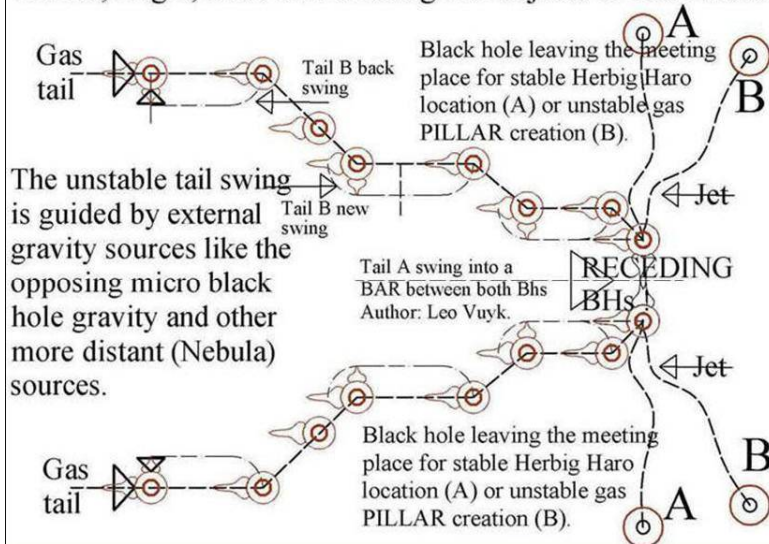 Gas
tail
Tail B back
swing
Black hole leaving the meeting
place for stable Herbig Haro
location (A) or unstable gas
PILLAR creation (B).
A
B
The unstable tail swing
is guided by external
gravity sources like the
opposing micro black
hole gravity and other
more distant (Nebula)
sources.
Tail B new
swing
Jet
Tail A swing into a
BAR between both Bhs
Author: Leo Vuyk.
RECEDING
BHs
Jet
Black hole leaving the meeting
place for stable Herbig Haro
location (A) or unstable gas
PILLAR creation (B).
Gas
tail
A
B